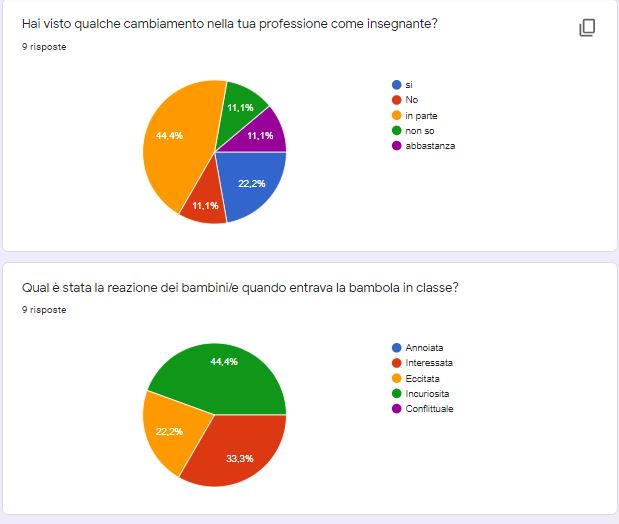 Hai visto qualche cambiamento nella tua professione come insegnante?
9 risposte
44,4%
11,1%
11,1%
22,2%
11,1%
si
No
in parte
non so
abbastanza
Qual è stata la reazione dei bambini/e quando entrava la bambola in classe?
9 risposte
44,4%
22,2%
33,3%
Annoiata
Interessata
Eccitata
Incuriosita
Conflittuale